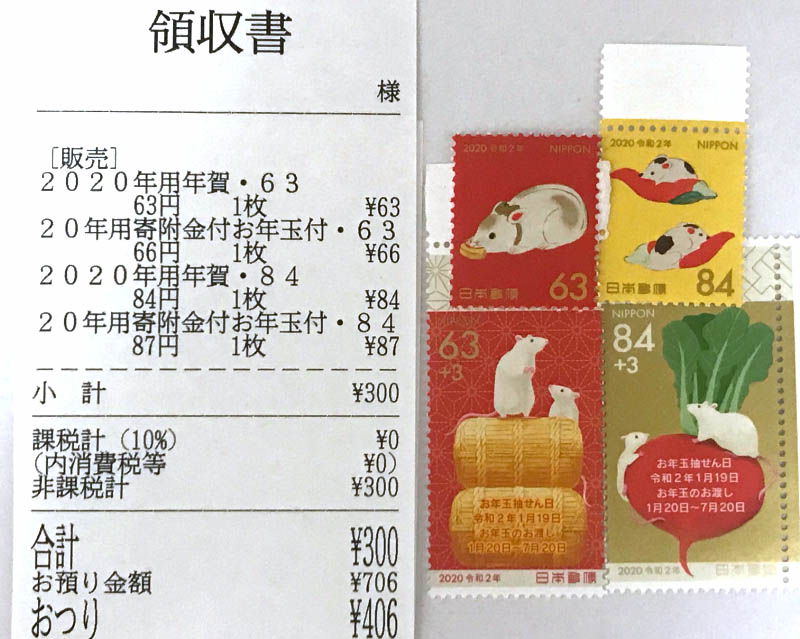 領収書
様
[販売]
2020年用年賀・63
63円 1枚 ¥63
20年用寄附金付お年玉付・63
66円 1枚 ¥66
2020年用年賀・84
84円 1枚 ¥84
20年用寄附金付お年玉付・84
87円 1枚 ¥87
小 計 ¥300
課税計(10%) ¥0
(内消費税等 ¥0)
非課税計 ¥300
合計 ¥300
お預り金額 ¥706
おつり ¥406
2020 令和2年 NIPPON
日本郵便 63
2020 令和2年 NIPPON
日本郵便 84
NIPPON
63
+3
お年玉抽せん日
令和2年1月19日
お年玉のお渡し
1月20日~7月20日
2020 令和2年 日本郵便
NIPPON
84
+3
お年玉抽せん日
令和2年1月19日
お年玉のお渡し
1月20日~7月20日
2020 令和2年 日本郵便